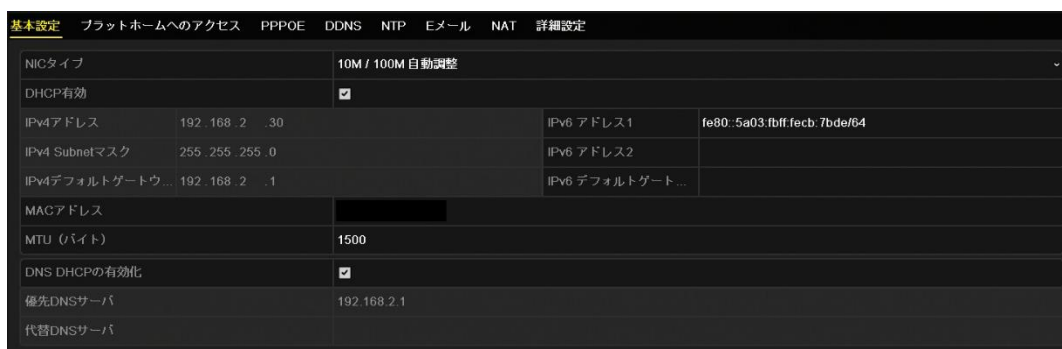 基本設定 プラットホームへのアクセス PPPOE DDNS NTP Eメール NAT 詳細設定
NICタイプ 10M / 100M 自動調整
DHCP有効
IPv4アドレス 192 . 168 . 2 . 30 IPv6 アドレス1 fe80::5a03:fbff:fecb:7bde/64
IPv4 Subnetマスク 255 . 255 . 255 . 0 IPv6 アドレス2
IPv4デフォルトゲートウ... 192 . 168 . 2 . 1 IPv6 デフォルトゲート...
MACアドレス
MTU（バイト） 1500
DNS DHCPの有効化
優先DNSサーバ 192.168.2.1
代替DNSサーバ